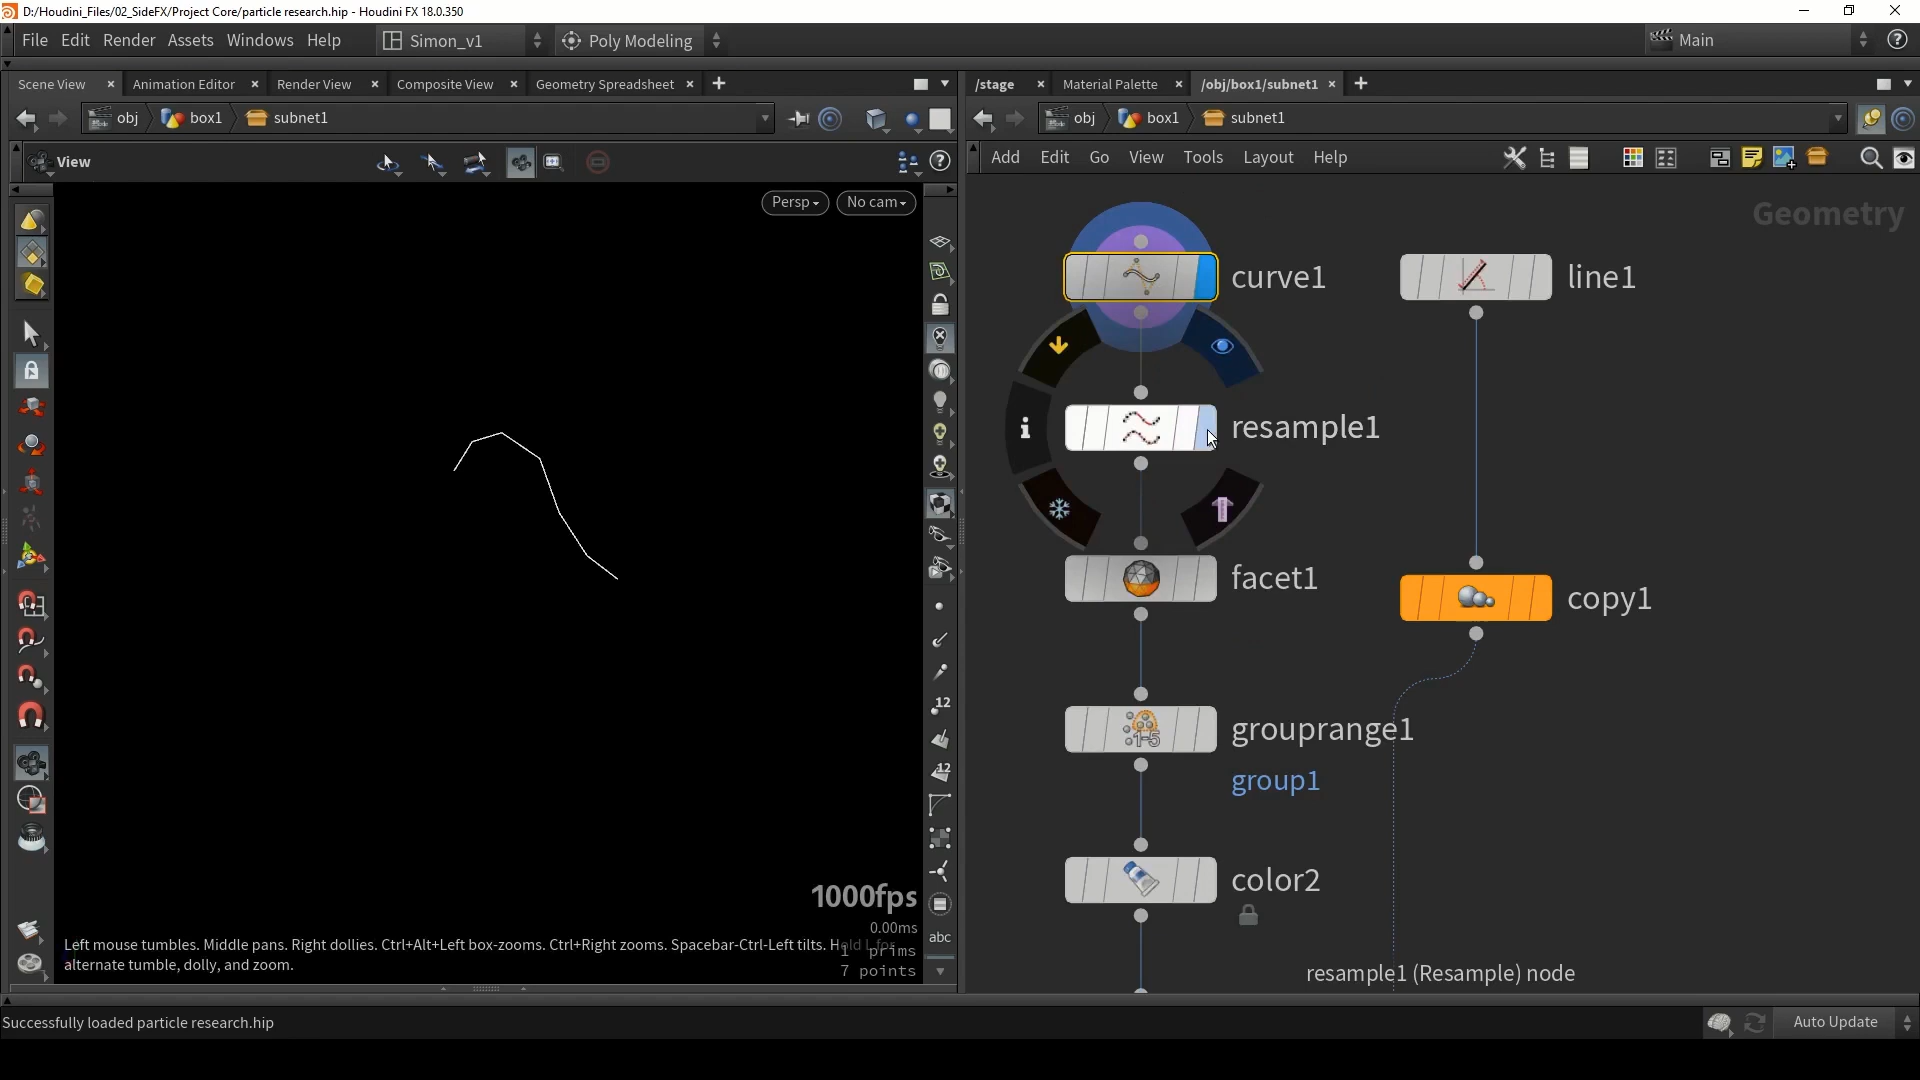 D:/Houdini_Files/02_SideFX/Project Core/particle research.hip - Houdini FX 18.0.350
File Edit Render Assets Windows Help Simon_v1 Poly Modeling Main
Scene View Animation Editor Render View Composite View Geometry Spreadsheet
/stage Material Palette /obj/box1/subnet1
obj box1 subnet1
obj box1 subnet1
View
Add Edit Go View Tools Layout Help
Persp No cam
Geometry
curve1
line1
resample1
facet1
copy1
grouprange1
group1
color2
resample1 (Resample) node
12
12
abc
1000fps
0.00ms
1 prims
7 points
Left mouse tumbles. Middle pans. Right dollies. Ctrl+Alt+Left box-zooms. Ctrl+Right zooms. Spacebar-Ctrl-Left tilts. Hold L for
alternate tumble, dolly, and zoom.
Successfully loaded particle research.hip
Auto Update